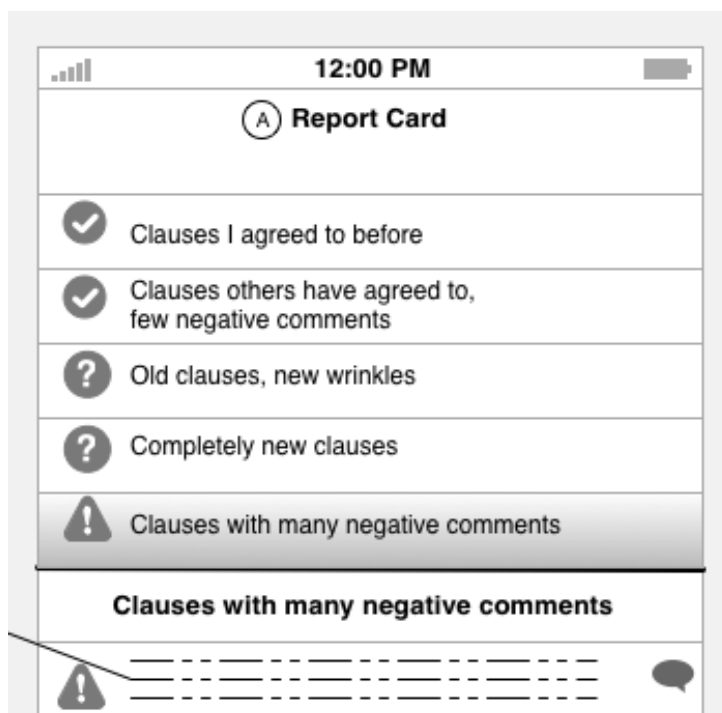 12:00 PM
A Report Card
Clauses I agreed to before
Clauses others have agreed to,
few negative comments
? Old clauses, new wrinkles
? Completely new clauses
! Clauses with many negative comments
Clauses with many negative comments
!